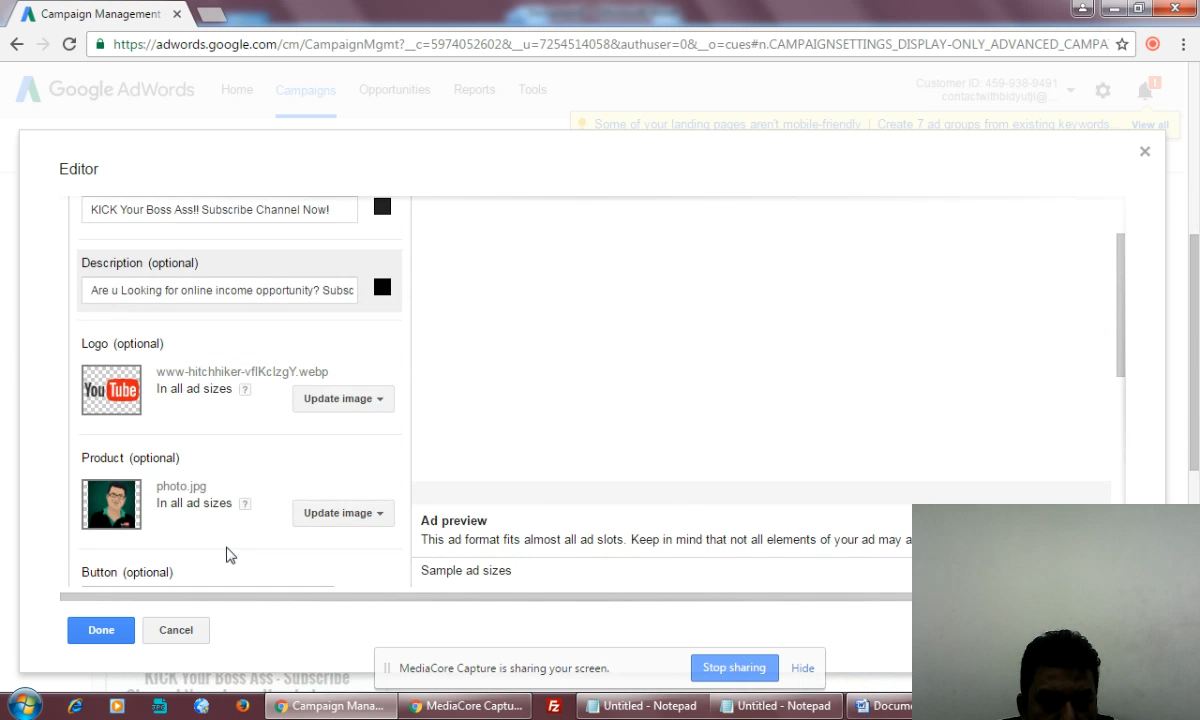 Campaign Management
https://adwords.google.com/cm/CampaignMgmt?__c=5974052602&__u=7254514058&authuser=0&__o=cues#n.CAMPAIGNSETTINGS_DISPLAY-ONLY_ADVANCED_CAMPA
Google AdWords
Home
Campaigns
Opportunities
Reports
Tools
Customer ID: 459-938-9491
contactwithbidyutji@...
!
Some of your landing pages aren't mobile-friendly | Create 7 ad groups from existing keywords
View all
Editor
KICK Your Boss Ass!! Subscribe Channel Now!
Description (optional)
Are u Looking for online income opportunity? Subsc
Logo (optional)
You Tube
www-hitchhiker-vflKclzgY.webp
In all ad sizes ?
Update image
Product (optional)
photo.jpg
In all ad sizes ?
Update image
Button (optional)
Ad preview
This ad format fits almost all ad slots. Keep in mind that not all elements of your ad may a
Sample ad sizes
Done
Cancel
MediaCore Capture is sharing your screen.
Stop sharing
Hide
KICK Your Boss Ass - Subscribe
Campaign Mana...
MediaCore Captu...
Untitled - Notepad
Untitled - Notepad
Docume